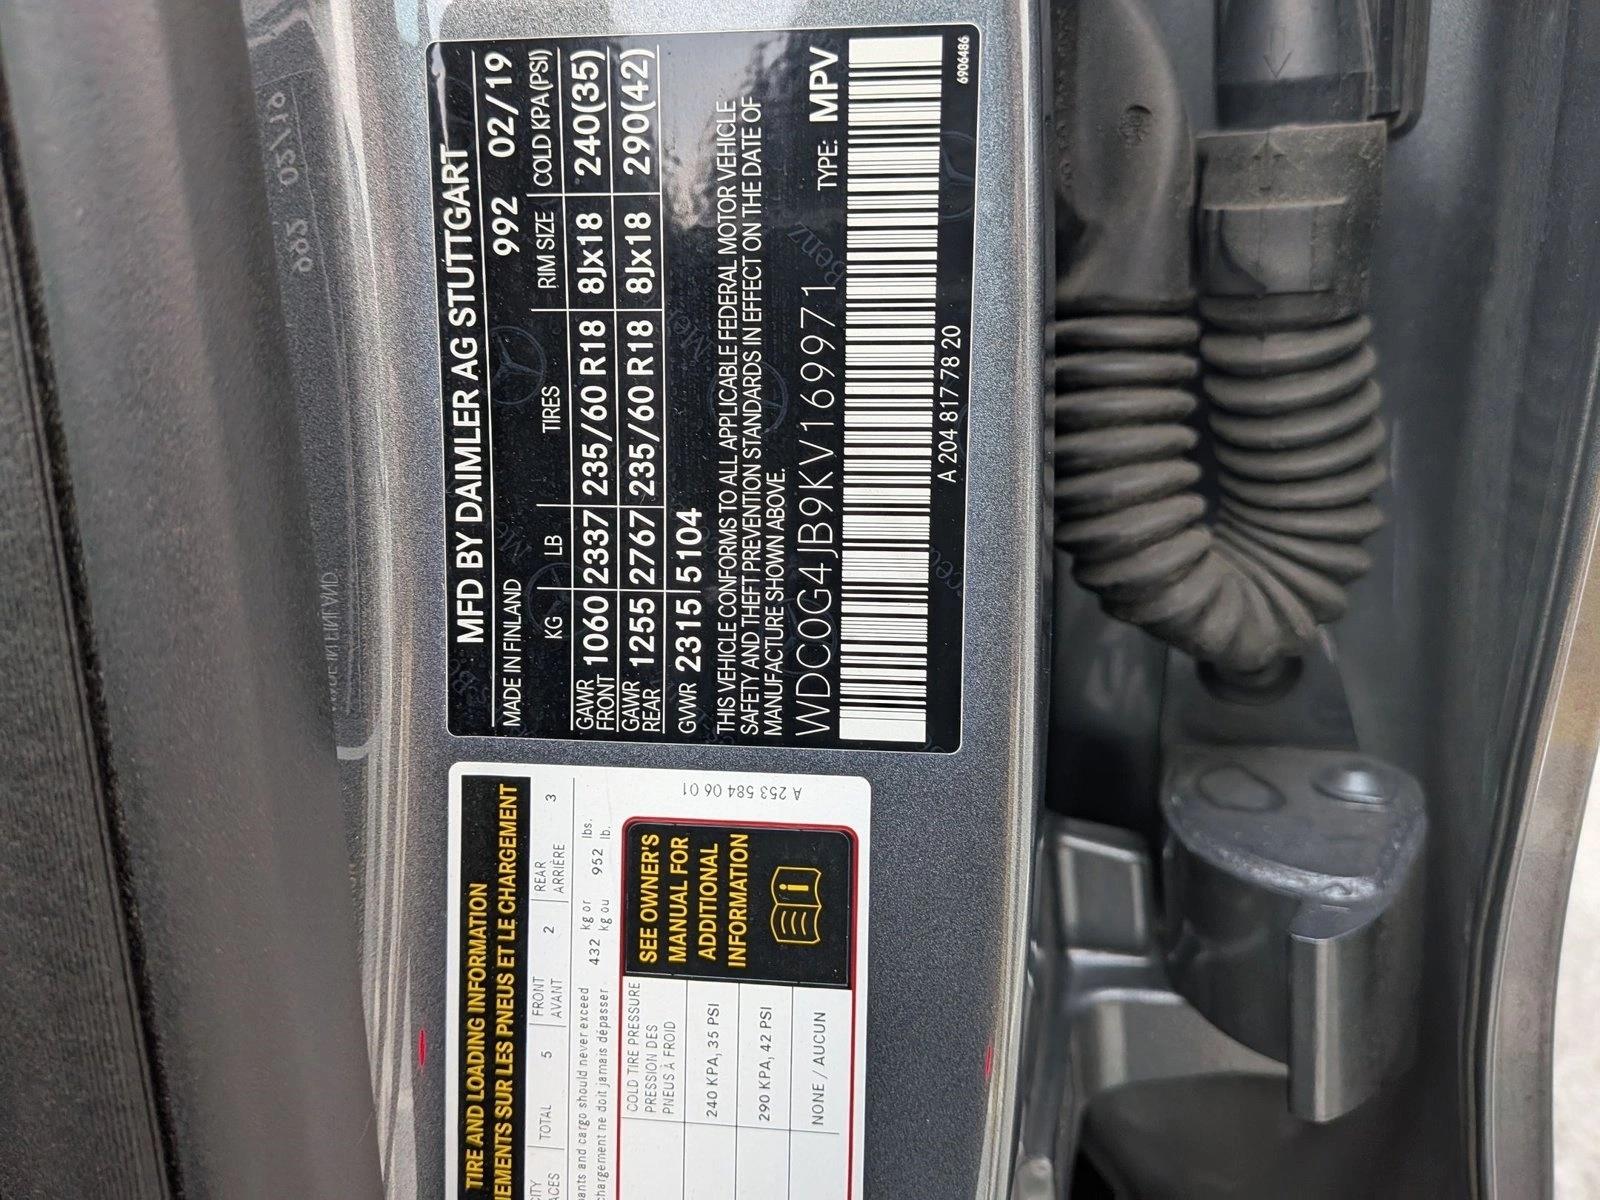 MFD BY DAIMLER AG STUTTGART
MADE IN FINLAND 992 02/19
KG LB TIRES RIM SIZE COLD KPA(PSI)
GAWR FRONT 1060 2337 235/60 R18 8Jx18 240(35)
GAWR REAR 1255 2767 235/60 R18 8Jx18 290(42)
GVWR 2315 5104
THIS VEHICLE CONFORMS TO ALL APPLICABLE FEDERAL MOTOR VEHICLE
SAFETY AND THEFT PREVENTION STANDARDS IN EFFECT ON THE DATE OF
MANUFACTURE SHOWN ABOVE.
WDC0G4JB9KV169971 TYPE: MPV
A 204 817 78 20
6906486
TIRE AND LOADING INFORMATION
SUR LES PNEUS ET LE CHARGEMENT
TOTAL 5 FRONT 2 REAR 3
AVANT ARRIÈRE
and cargo should never exceed 432 kg or 952 lbs.
ne doit jamais dépasser kg ou lb.
COLD TIRE PRESSURE
PRESSION DES
PNEUS À FROID
240 KPA, 35 PSI
290 KPA, 42 PSI
NONE / AUCUN
SEE OWNER'S
MANUAL FOR
ADDITIONAL
INFORMATION
A 253 584 06 01